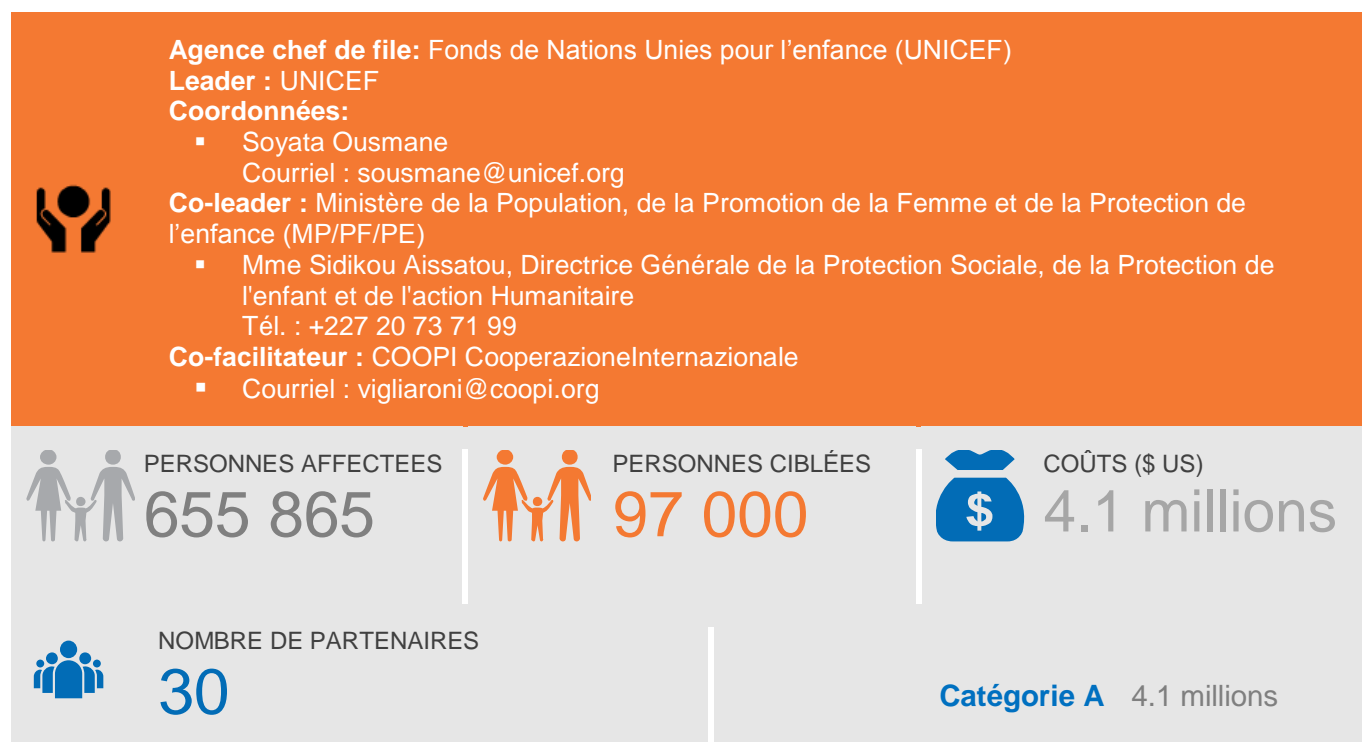 Agence chef de file: Fonds de Nations Unies pour l’enfance (UNICEF)
Leader : UNICEF
Coordonnées:
▪ Soyata Ousmane
Courriel : sousmane@unicef.org
Co-leader : Ministère de la Population, de la Promotion de la Femme et de la Protection de
l’enfance (MP/PF/PE)
▪ Mme Sidikou Aissatou, Directrice Générale de la Protection Sociale, de la Protection de
l'enfant et de l'action Humanitaire
Tél. : +227 20 73 71 99
Co-facilitateur : COOPI CooperazioneInternazionale
▪ Courriel : vigliaroni@coopi.org
PERSONNES AFFECTEES
655 865
PERSONNES CIBLÉES
97 000
COÛTS ($ US)
$
4.1 millions
NOMBRE DE PARTENAIRES
30
Catégorie A 4.1 millions